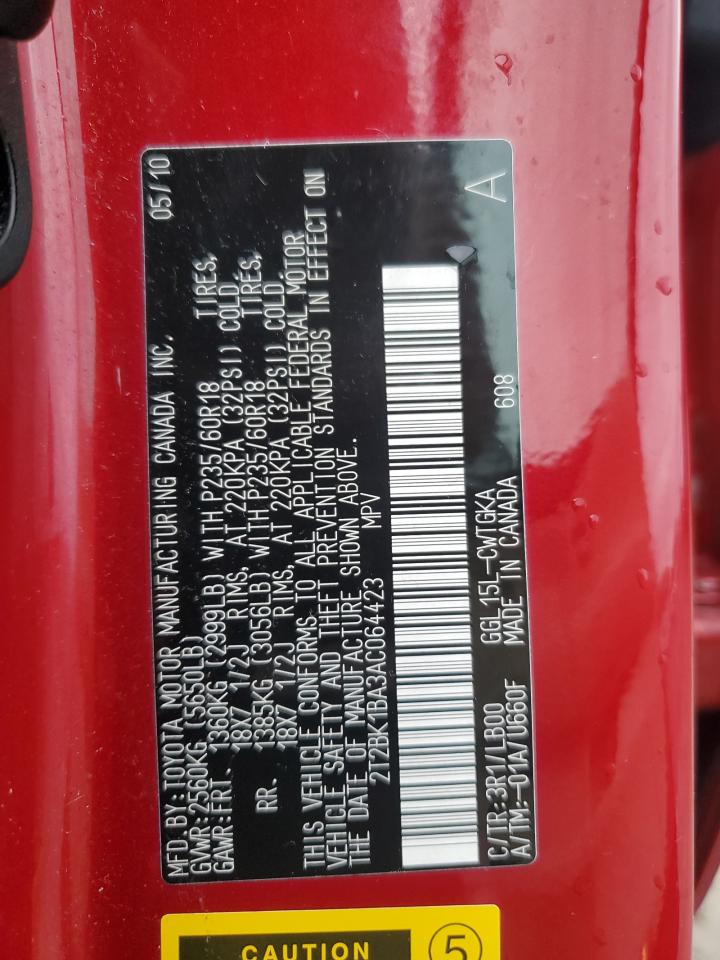 MFD BY: TOYOTA MOTOR MANUFACTURING CANADA INC. 05/10
GVWR: 2560KG (5650LB)
GAWR: FRT. 1360KG (2999LB) WITH P235/60R18 TIRES,
18X7 1/2J RIMS, AT 220KPA (32PSI) COLD
RR. 1385KG (3056LB) WITH P235/60R18 TIRES,
18X7 1/2J RIMS, AT 220KPA (32PSI) COLD.
THIS VEHICLE CONFORMS TO ALL APPLICABLE FEDERAL MOTOR
VEHICLE SAFETY AND THEFT PREVENTION STANDARDS IN EFFECT ON
THE DATE OF MANUFACTURE SHOWN ABOVE.
2T2BK1BA3AC064423 MPV
C/TR: 3R1/LB00 GGL15L-CWTGKA 608 A
A/TM: -01A/U660F MADE IN CANADA
CAUTION 5